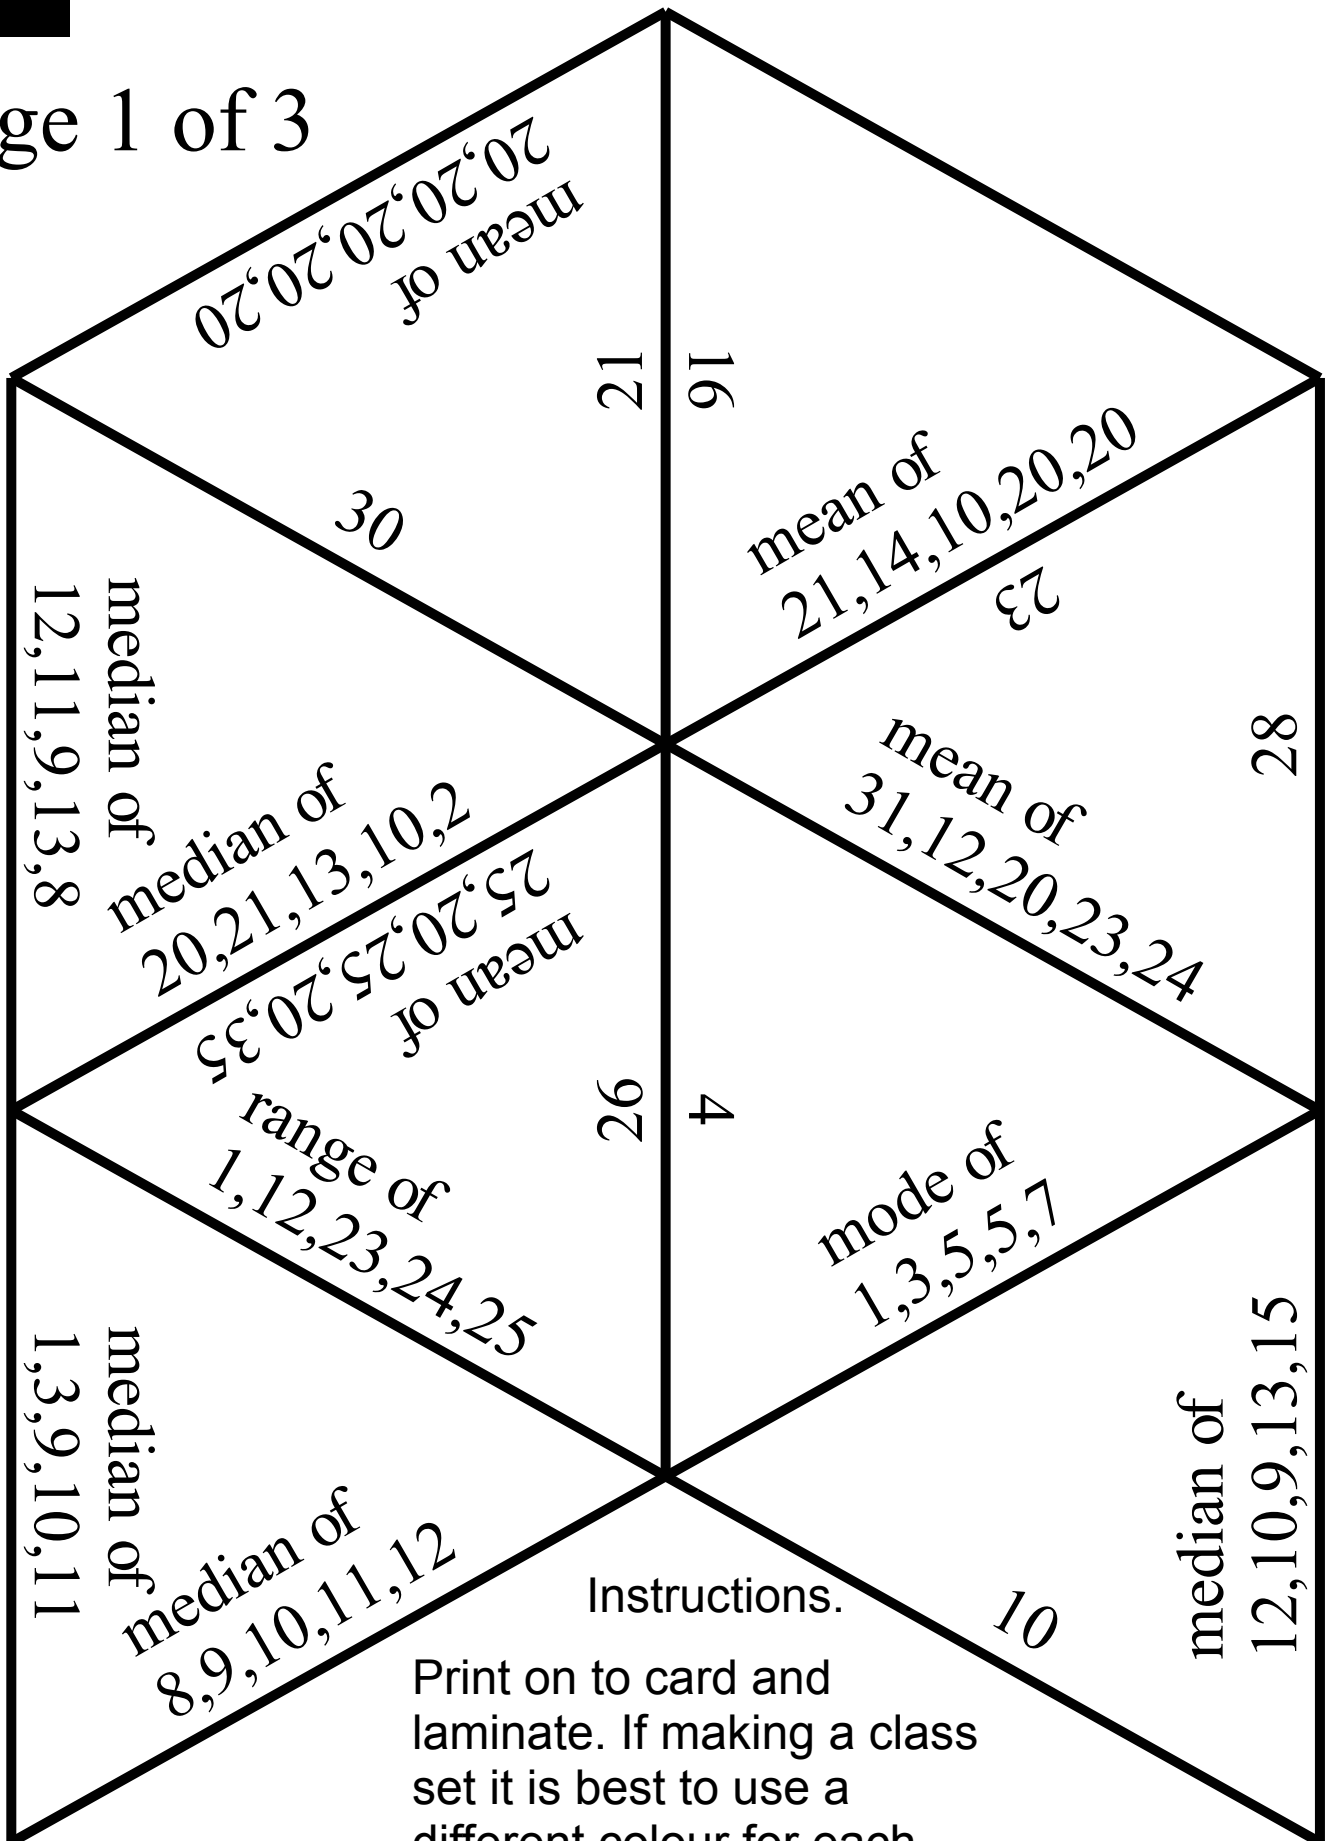 ge 1 of 3
20,20,20,20,20
mean of
21
16
30
mean of
21,14,10,20,20
23
28
median of
12,11,9,13,8
median of
20,21,13,10,2
mean of
31,12,20,23,24
25,20,25,20,35
mean of
range of
1,12,23,24,25
26
4
mode of
1,3,5,5,7
median of
1,3,9,10,11
median of
8,9,10,11,12
median of
12,10,9,13,15
10
Instructions.
Print on to card and
laminate. If making a class
set it is best to use a
different colour for each